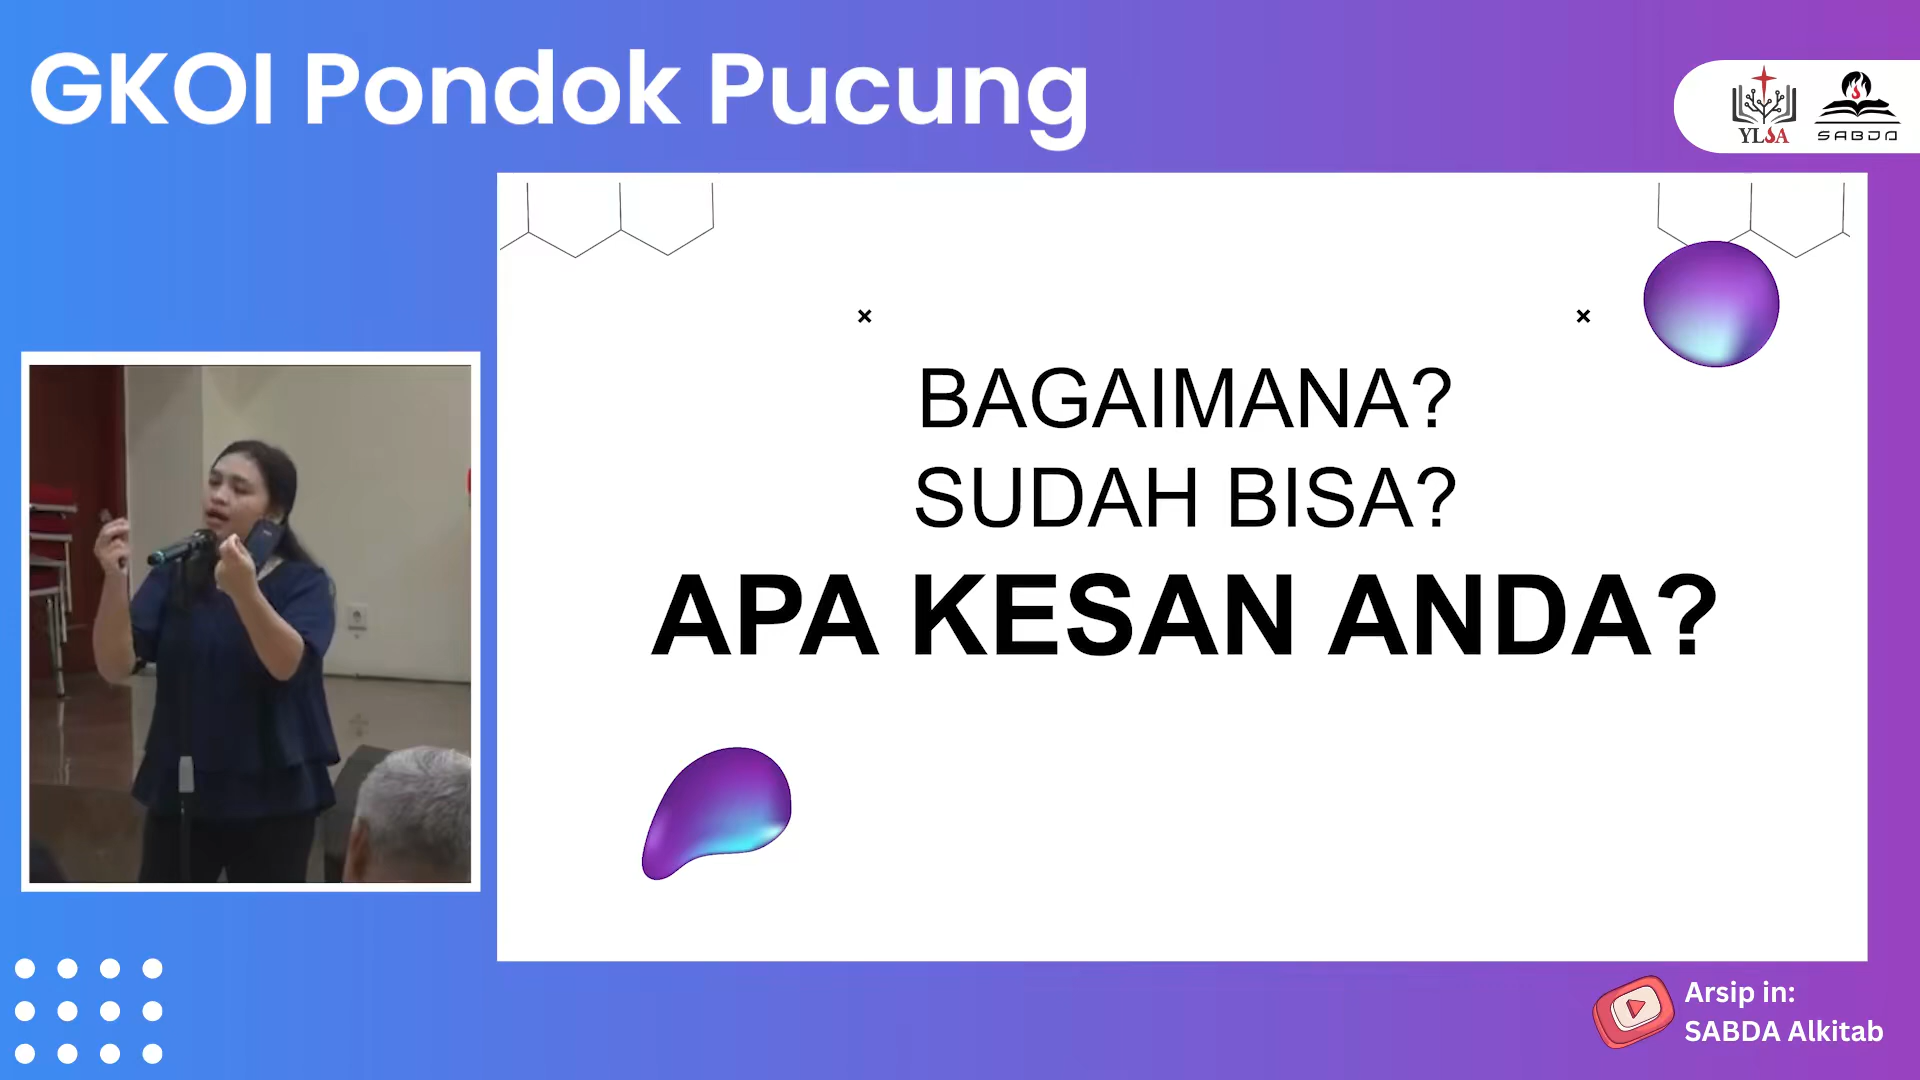 GKOI Pondok Pucung
YLSA
SABDA
BAGAIMANA?
SUDAH BISA?
APA KESAN ANDA?
Arsip in:
SABDA Alkitab